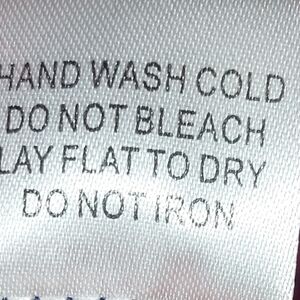 HAND WASH COLD
DO NOT BLEACH
LAY FLAT TO DRY
DO NOT IRON